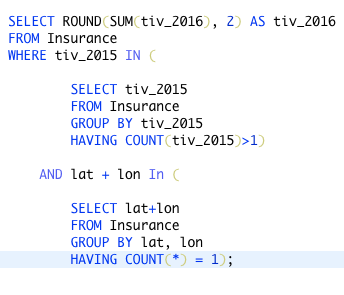 SELECT ROUND(SUM(tiv_2016), 2) AS tiv_2016
FROM Insurance
WHERE tiv_2015 IN (
SELECT tiv_2015
FROM Insurance
GROUP BY tiv_2015
HAVING COUNT(tiv_2015)>1)
AND lat + lon In (
SELECT lat+lon
FROM Insurance
GROUP BY lat, lon
HAVING COUNT(*) = 1);